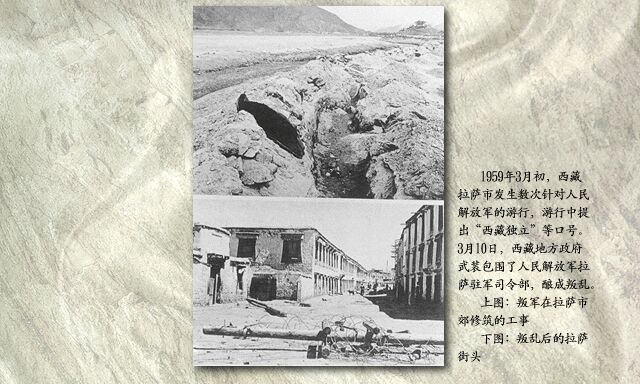 1959年3月初，西藏
拉萨市发生数次针对人民
解放军的游行，游行中提
出“西藏独立”等口号。
3月10日，西藏地方政府
武装包围了人民解放军拉
萨驻军司令部，酿成叛乱。
上图：叛军在拉萨市
郊修筑的工事
下图：叛乱后的拉萨
街头